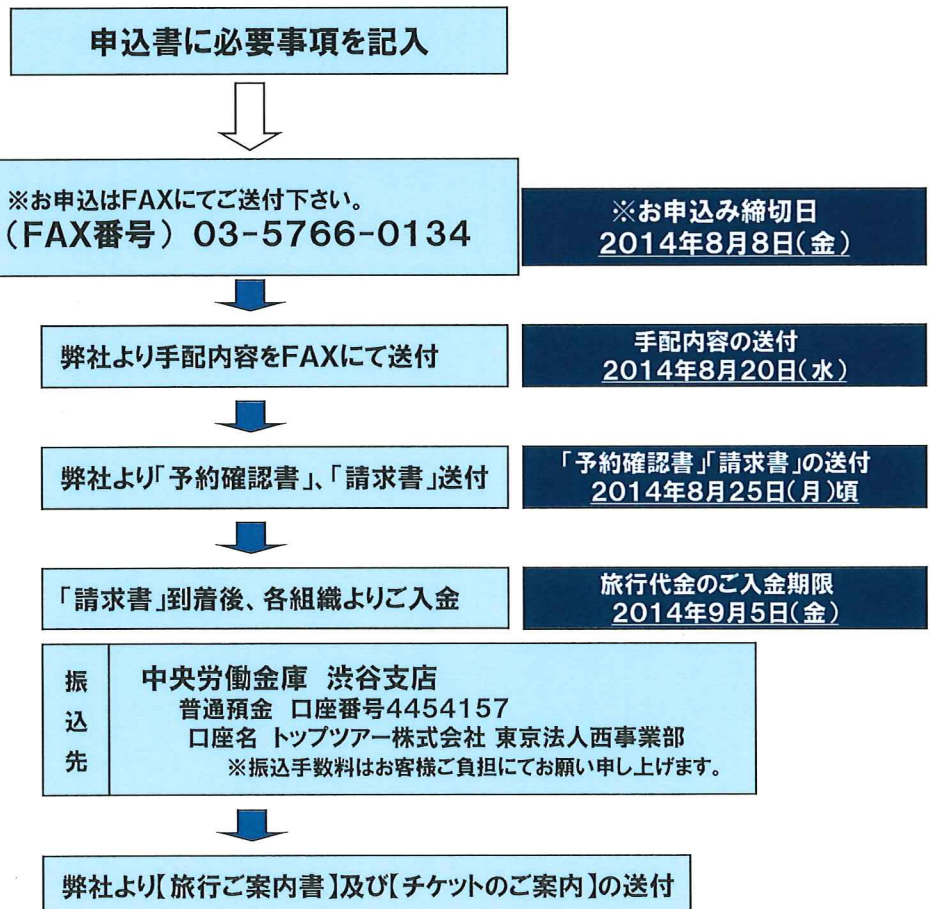 申込書に必要事項を記入
※お申込はFAXにてご送付下さい。
(FAX番号) 03-5766-0134
※お申込み締切日
2014年8月8日(金)
弊社より手配内容をFAXにて送付
手配内容の送付
2014年8月20日(水)
弊社より「予約確認書」、「請求書」送付
「予約確認書」「請求書」の送付
2014年8月25日(月)頃
「請求書」到着後、各組織よりご入金
旅行代金のご入金期限
2014年9月5日(金)
振込先
中央労働金庫 渋谷支店
普通預金 口座番号4454157
口座名 トップツアー株式会社 東京法人西事業部
※振込手数料はお客様ご負担にてお願い申し上げます。
弊社より【旅行ご案内書】及び【チケットのご案内】の送付